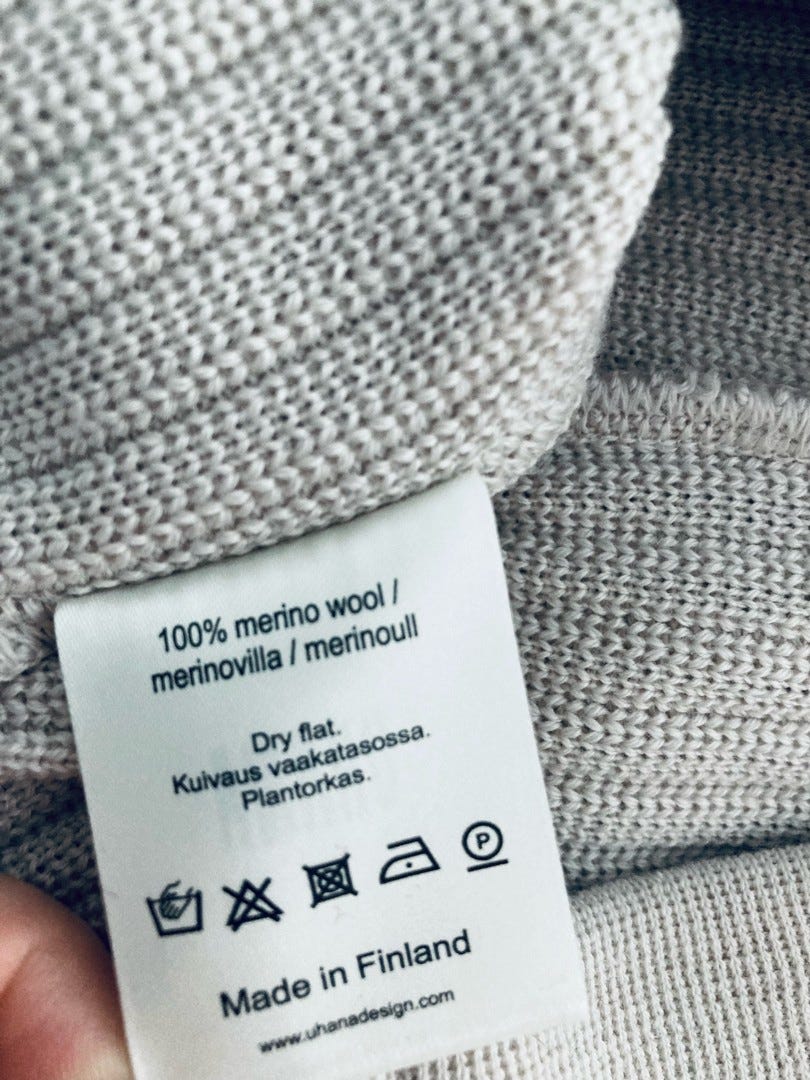 100% merino wool /
merinovilla / merinoull
Dry flat.
Kuivaus vaakatasossa.
Plantorkas.
P
Made in Finland
www.uhanadesign.com